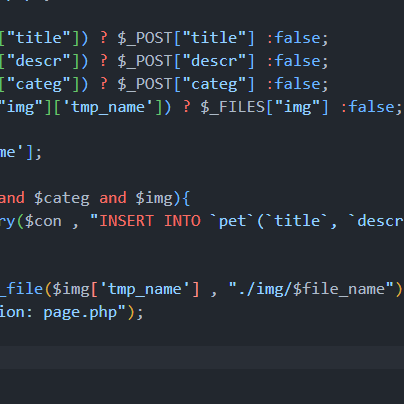 ["title"]) ? $_POST["title"] :false;
["descr"]) ? $_POST["descr"] :false;
["categ"]) ? $_POST["categ"] :false;
"img"]['tmp_name']) ? $_FILES["img"] :false;
me'];
and $categ and $img){
ry($con , "INSERT INTO `pet`(`title`, `descr
_file($img['tmp_name'] , "./img/$file_name")
ion: page.php");